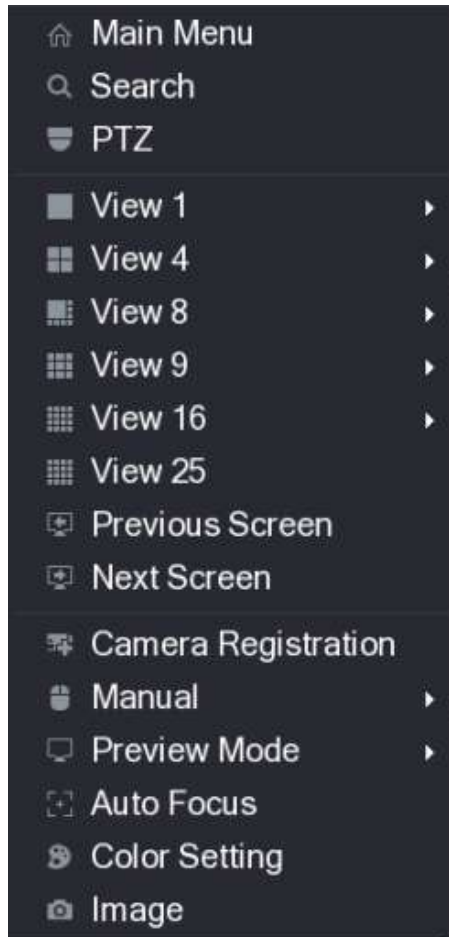 Main Menu
Search
PTZ
View 1
View 4
View 8
View 9
View 16
View 25
Previous Screen
Next Screen
Camera Registration
Manual
Preview Mode
Auto Focus
Color Setting
Image